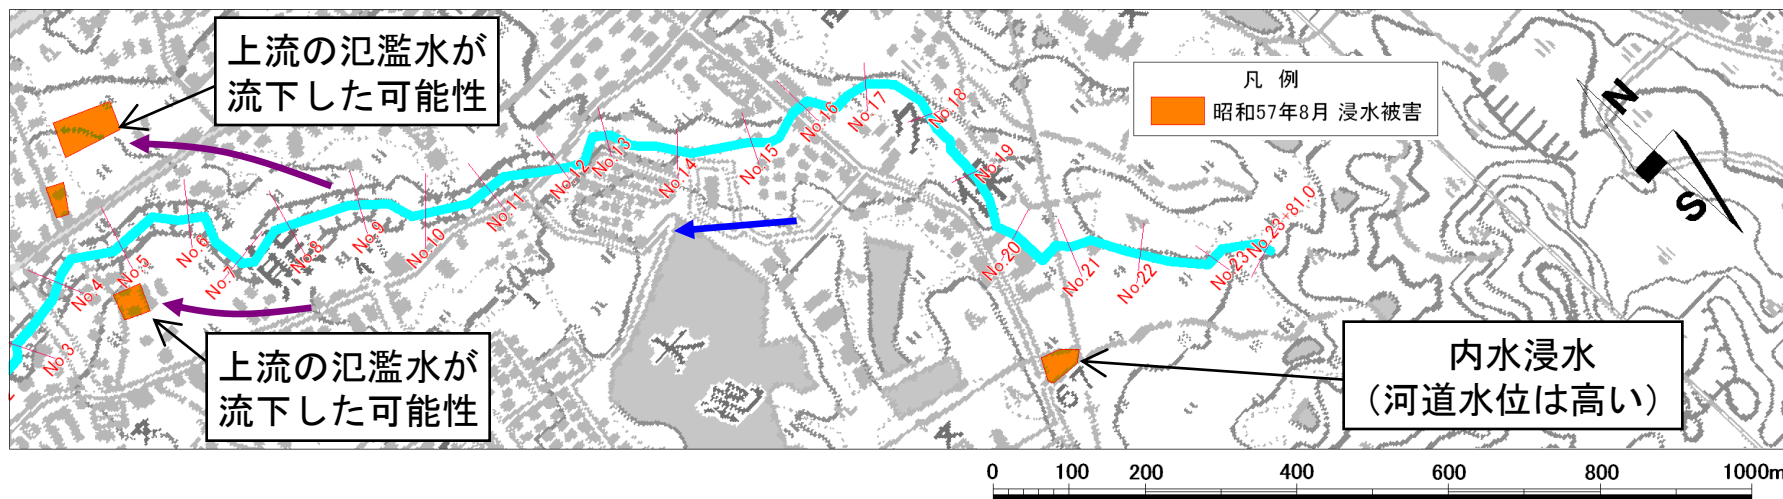 上流の氾濫水が
流下した可能性
凡 例
昭和57年8月 浸水被害
N
S
No.3
No.4
No.5
No.6
No.7
No.8
No.9
No.10
No.11
No.12
No.13
No.14
No.15
No.16
No.17
No.18
No.19
No.20
No.21
No.22
No.23
No.23+81.0
上流の氾濫水が
流下した可能性
内水浸水
(河道水位は高い)
0 100 200 400 600 800 1000m